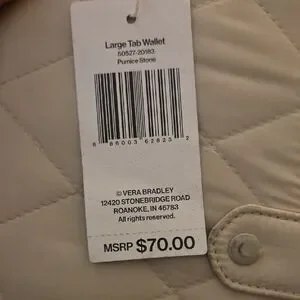 Large Tab Wallet
50527-20183
Pumice Stone
8 86003 62823 2
© VERA BRADLEY
12420 STONEBRIDGE ROAD
ROANOKE, IN 46783
All rights reserved.
MSRP $70.00